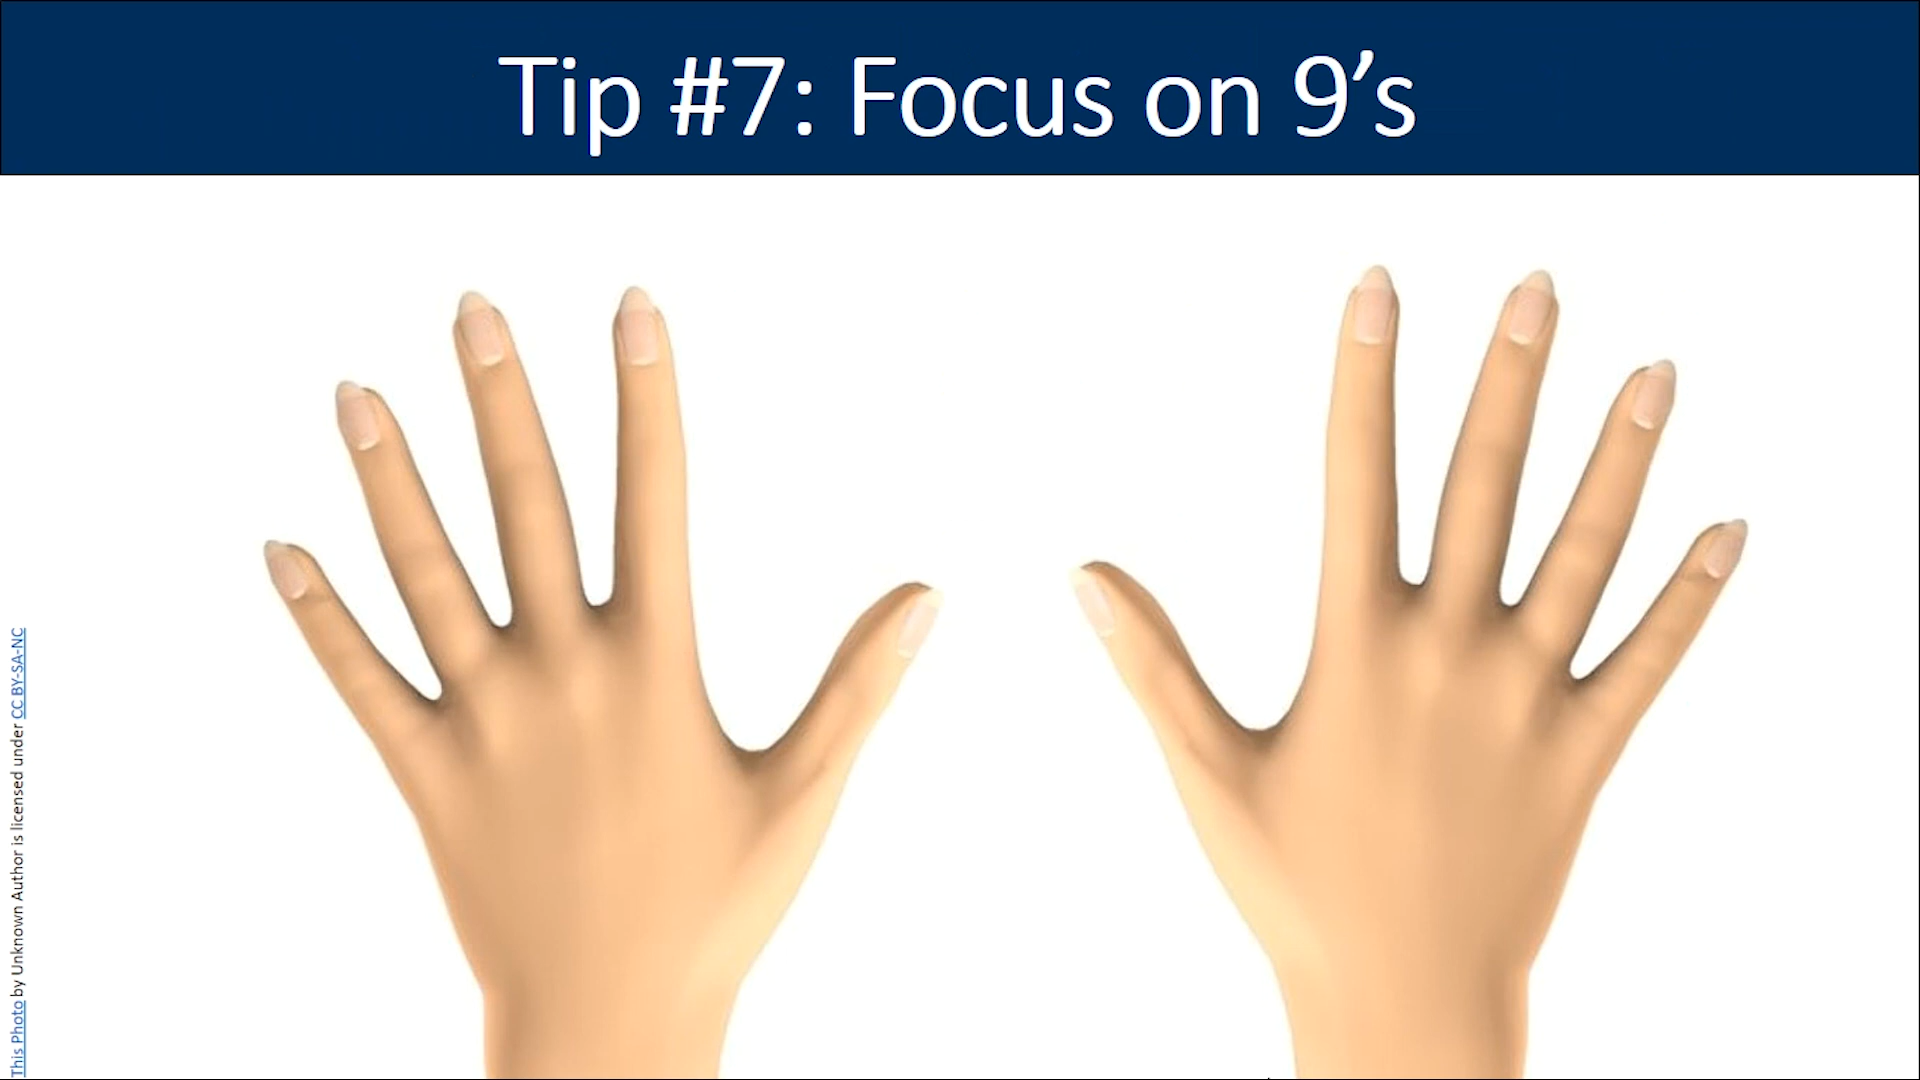 Tip #7: Focus on 9’s
This Photo by Unknown Author is licensed under CC BY-SA-NC